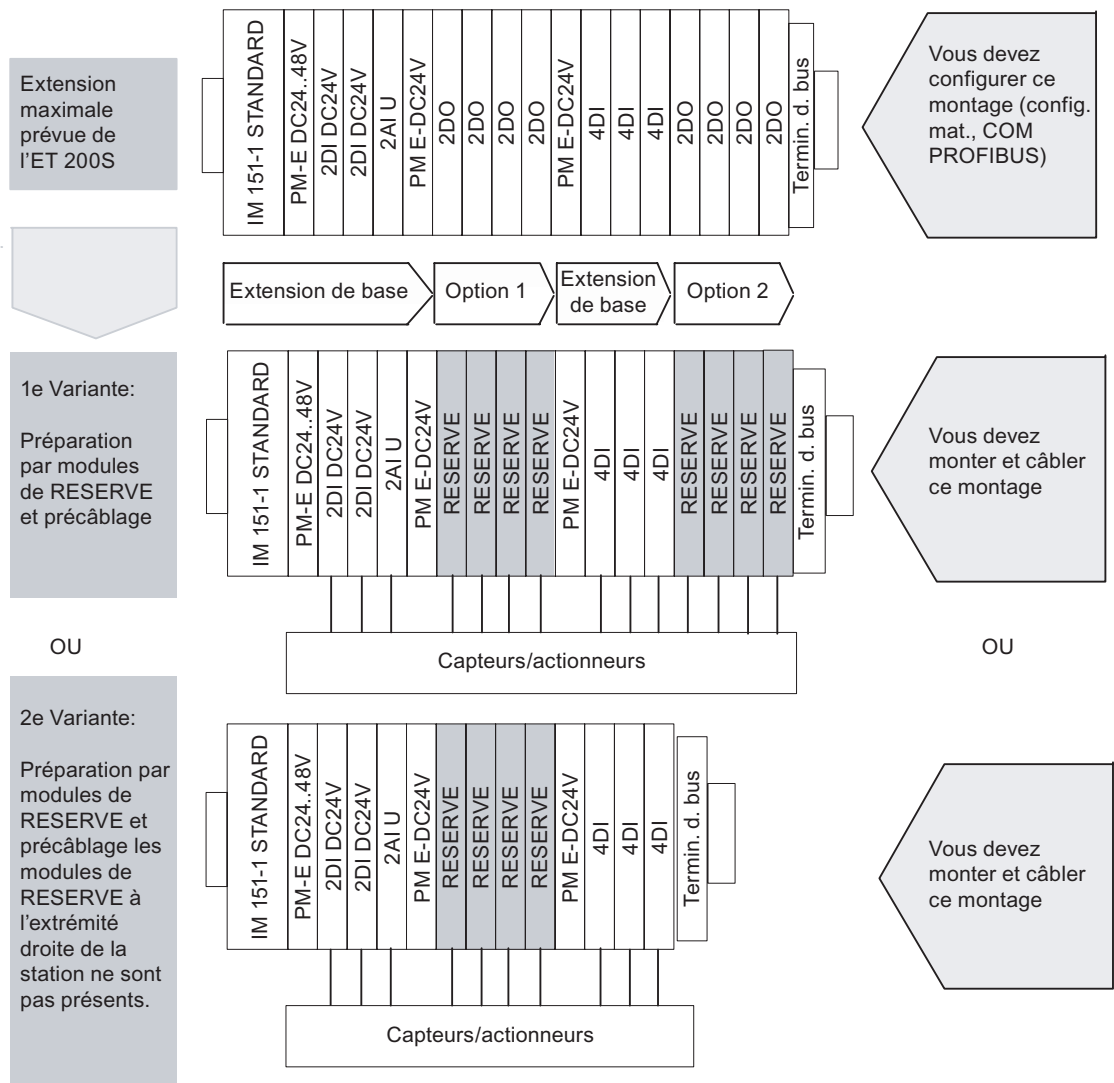 Extension
maximale
prévue de
l'ET 200S
IM 151-1 STANDARD
PM-E DC24..48V
2DI DC24V
2DI DC24V
2AI U
PM E-DC24V
2DO
2DO
2DO
2DO
PM E-DC24V
4DI
4DI
4DI
2DO
2DO
2DO
2DO
Termin. d. bus
Vous devez
configurer ce
montage (config.
mat., COM
PROFIBUS)
Extension de base
Option 1
Extension
de base
Option 2
1e Variante:
Préparation
par modules
de RESERVE
et précâblage
IM 151-1 STANDARD
PM-E DC24..48V
2DI DC24V
2DI DC24V
2AI U
PM E-DC24V
RESERVE
RESERVE
RESERVE
RESERVE
PM E-DC24V
4DI
4DI
4DI
RESERVE
RESERVE
RESERVE
RESERVE
Termin. d. bus
Vous devez
monter et câbler
ce montage
Capteurs/actionneurs
OU
OU
2e Variante:
Préparation par
modules de
RESERVE et
précâblage les
modules de
RESERVE à
l'extrémité
droite de la
station ne sont
pas présents.
IM 151-1 STANDARD
PM-E DC24..48V
2DI DC24V
2DI DC24V
2AI U
PM E-DC24V
RESERVE
RESERVE
RESERVE
RESERVE
PM E-DC24V
4DI
4DI
4DI
Termin. d. bus
Vous devez
monter et câbler
ce montage
Capteurs/actionneurs